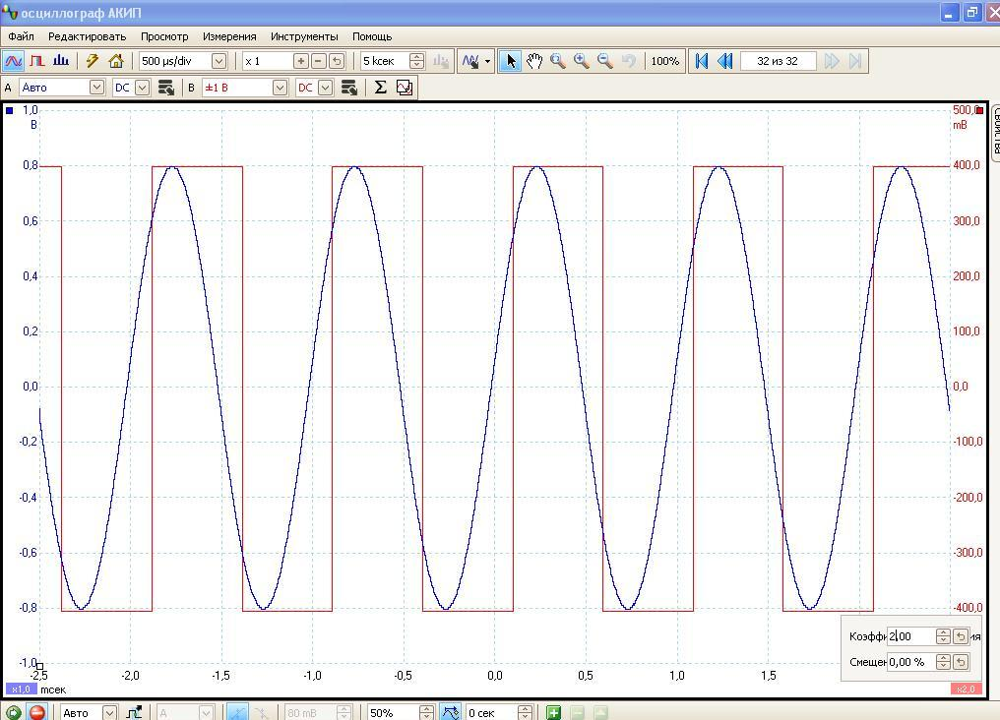 осциллограф АКИП
Файл Редактировать Просмотр Измерения Инструменты Помощь
500 µs/div x 1 5 ксек 100% 32 из 32
A Авто DC B ±1 В DC Σ
1,0 500,0
В mВ
Свойства
0,8 400,0
0,6 300,0
0,4 200,0
0,2 100,0
0,0 0,0
-0,2 -100,0
-0,4 -200,0
-0,6 -300,0
-0,8 -400,0
Коэффи 2,00 ия
-1,0 Смещен 0,00 %
-2,5 -2,0 -1,5 -1,0 -0,5 0,0 0,5 1,0 1,5
x1,0 mсек x2,0
Авто A 80 mВ 50% 0 сек